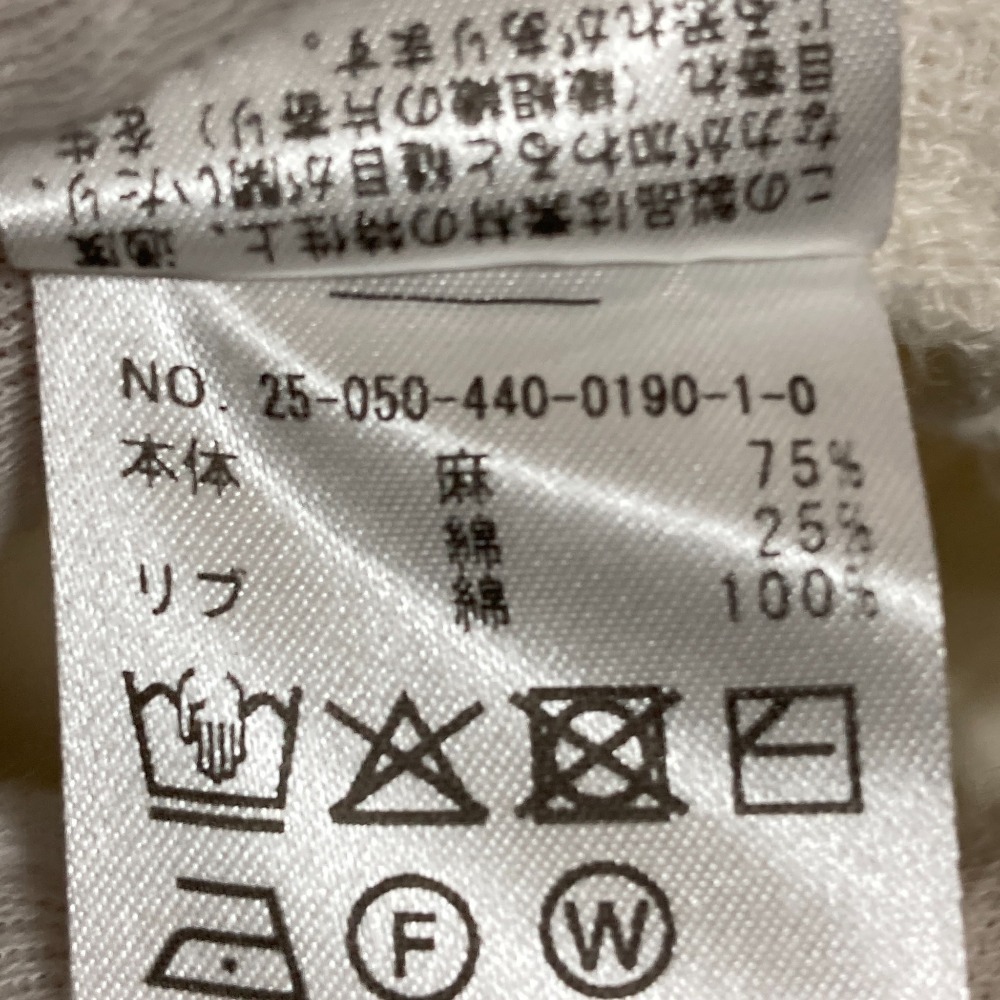 この製品は素材の特性上、過度
な力が加わると縫目が開いたり、
目寄れ（織組織の片寄り）を生
じる恐れがあります。
NO. 25-050-440-0190-1-0
本体 麻 75%
綿 25%
リブ 綿 100%
F W